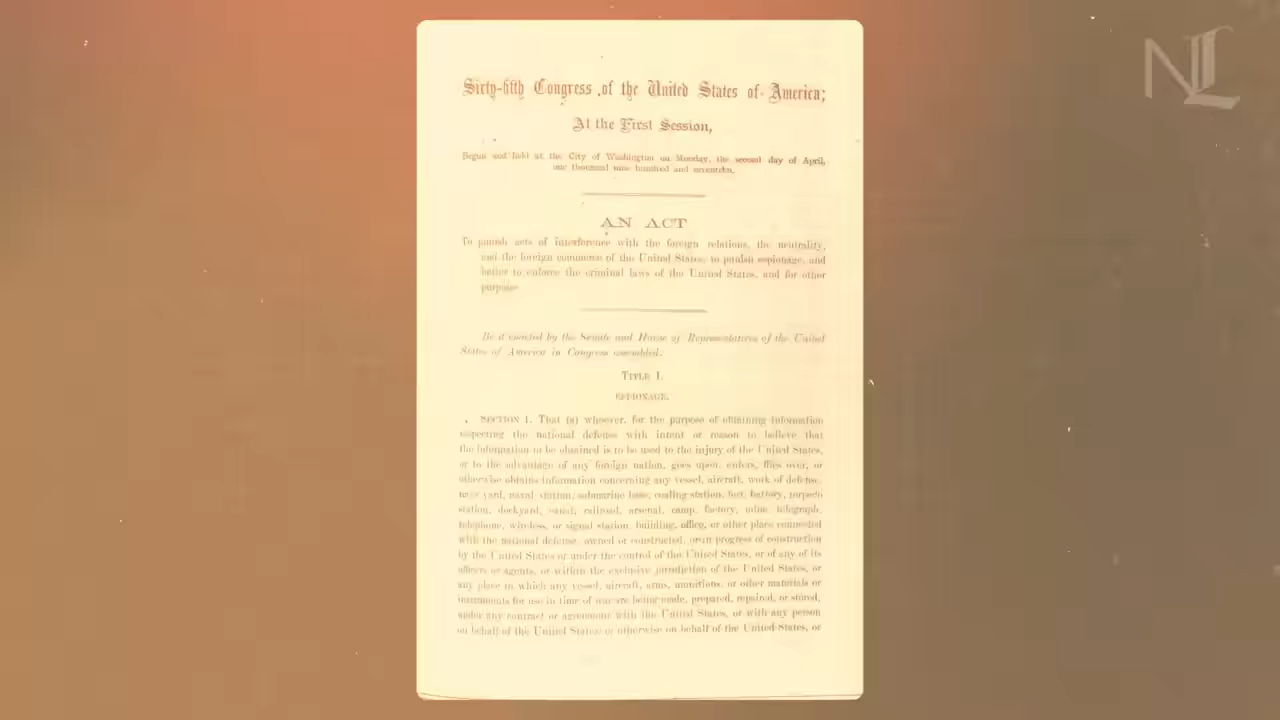 NL
Sixty-fifth Congress of the United States of America;
At the First Session,
Begun and held at the City of Washington on Monday, the second day of April,
one thousand nine hundred and seventeen.
AN ACT
To punish acts of interference with the foreign relations, the neutrality,
and the foreign commerce of the United States, to punish espionage, and
better to enforce the criminal laws of the United States, and for other
purposes
Be it enacted by the Senate and House of Representatives of the United
States of America in Congress assembled:
TITLE I.
ESPIONAGE.
SECTION 1. That (a) whoever, for the purpose of obtaining information
respecting the national defense with intent or reason to believe that
the information to be obtained is to be used to the injury of the United States,
or to the advantage of any foreign nation, goes upon, enters, flies over, or
otherwise obtains information concerning any vessel, aircraft, work of defense,
navy yard, naval station, submarine base, coaling station, fort, battery, torpedo
station, dockyard, canal, railroad, arsenal, camp, factory, mine, telegraph,
telephone, wireless, or signal station, building, office, or other place connected
with the national defense, owned or constructed, or in progress of construction
by the United States or under the control of the United States, or of any of its
officers or agents, or within the exclusive jurisdiction of the United States, or
any place in which any vessel, aircraft, arms, munitions, or other materials or
instruments for use in time of war are being made, prepared, repaired, or stored,
under any contract or agreement with the United States, or with any person
on behalf of the United States, or otherwise on behalf of the United States, or